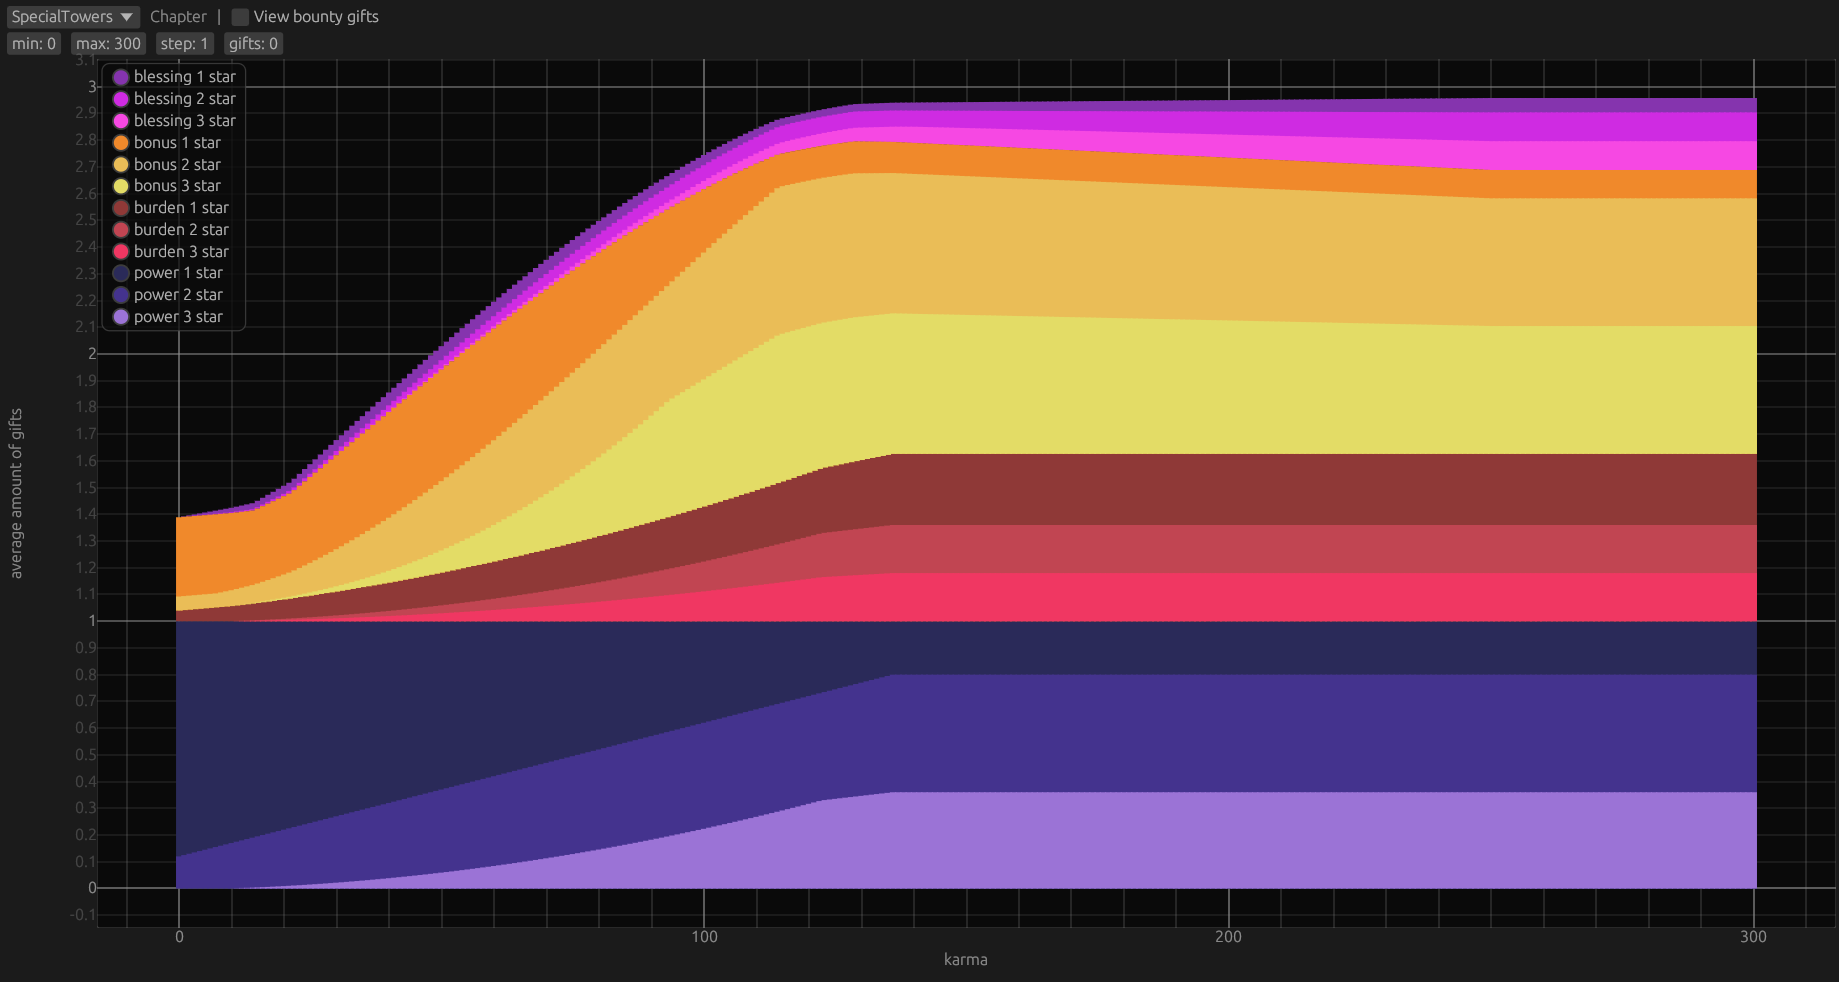 SpecialTowers Chapter | View bounty gifts
min: 0 max: 300 step: 1 gifts: 0
blessing 1 star
blessing 2 star
blessing 3 star
bonus 1 star
bonus 2 star
bonus 3 star
burden 1 star
burden 2 star
burden 3 star
power 1 star
power 2 star
power 3 star
3.1
3
2.9
2.8
2.7
2.6
2.5
2.4
2.3
2.2
2.1
2
1.9
1.8
1.7
1.6
1.5
1.4
1.3
1.2
1.1
1
0.9
0.8
0.7
0.6
0.5
0.4
0.3
0.2
0.1
0
-0.1
average amount of gifts
0 100 200 300
karma